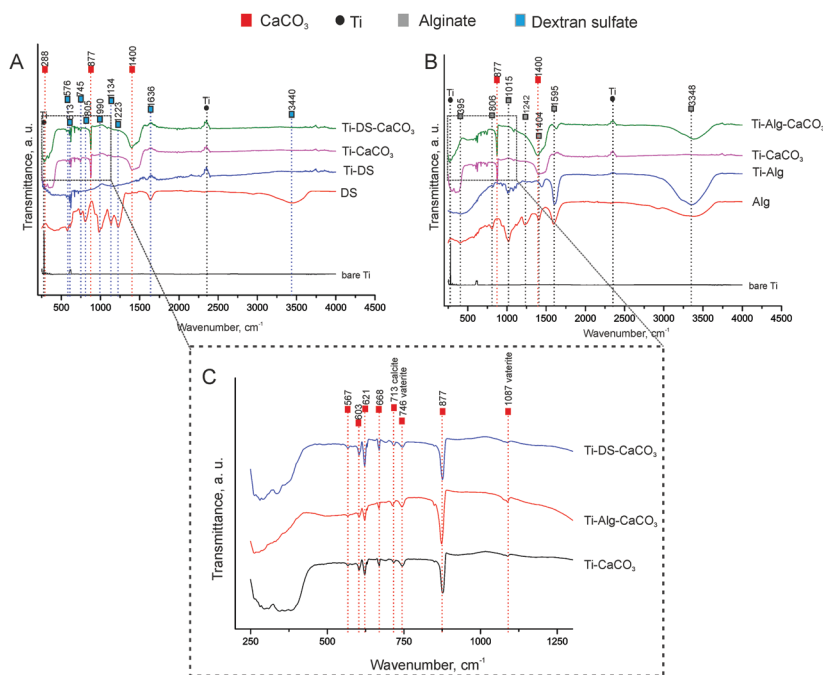 CaCO₃ Ti Alginate Dextran sulfate
A
288
576
613
745
805
877
990
1134
1223
1400
1636
Ti
3440
Ti
Ti-DS-CaCO₃
Ti-CaCO₃
Ti-DS
DS
bare Ti
Transmittance, a. u.
500 1000 1500 2000 2500 3000 3500 4000 4500
Wavenumber, cm⁻¹
B
Ti
395
806
877
1015
1242
1400
1404
1595
Ti
3348
Ti-Alg-CaCO₃
Ti-CaCO₃
Ti-Alg
Alg
bare Ti
Transmittance, a. u.
500 1000 1500 2000 2500 3000 3500 4000 4500
Wavenumber, cm⁻¹
C
567
603
621
668
713 calcite
746 vaterite
877
1087 vaterite
Ti-DS-CaCO₃
Ti-Alg-CaCO₃
Ti-CaCO₃
Transmittance, a. u.
250 500 750 1000 1250
Wavenumber, cm⁻¹